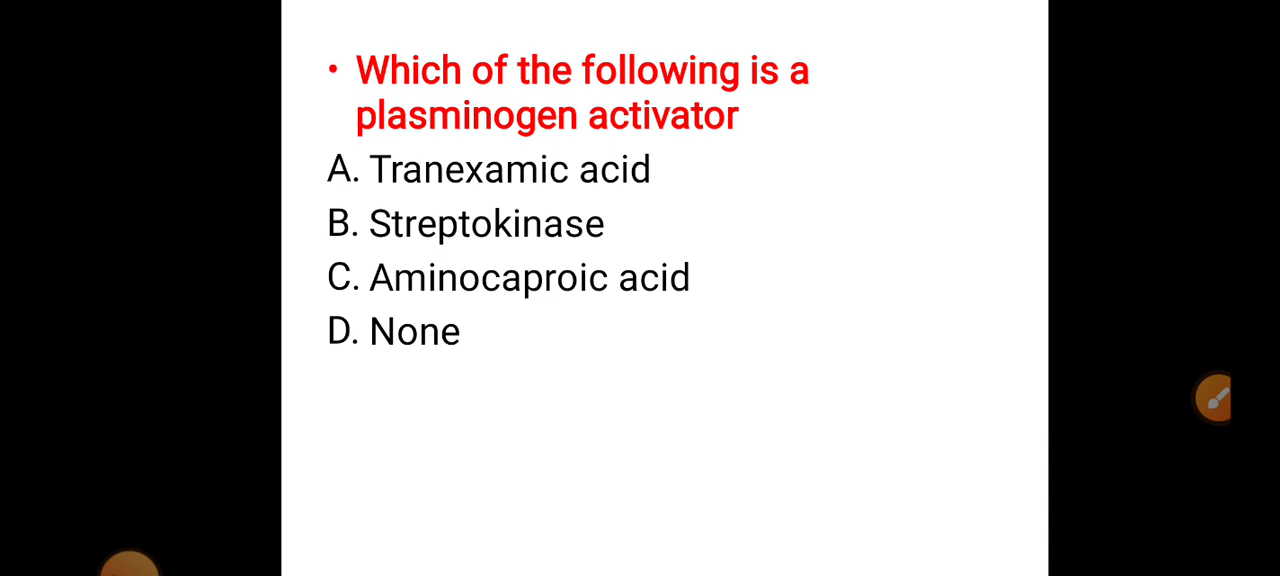 • Which of the following is a
plasminogen activator
A. Tranexamic acid
B. Streptokinase
C. Aminocaproic acid
D. None